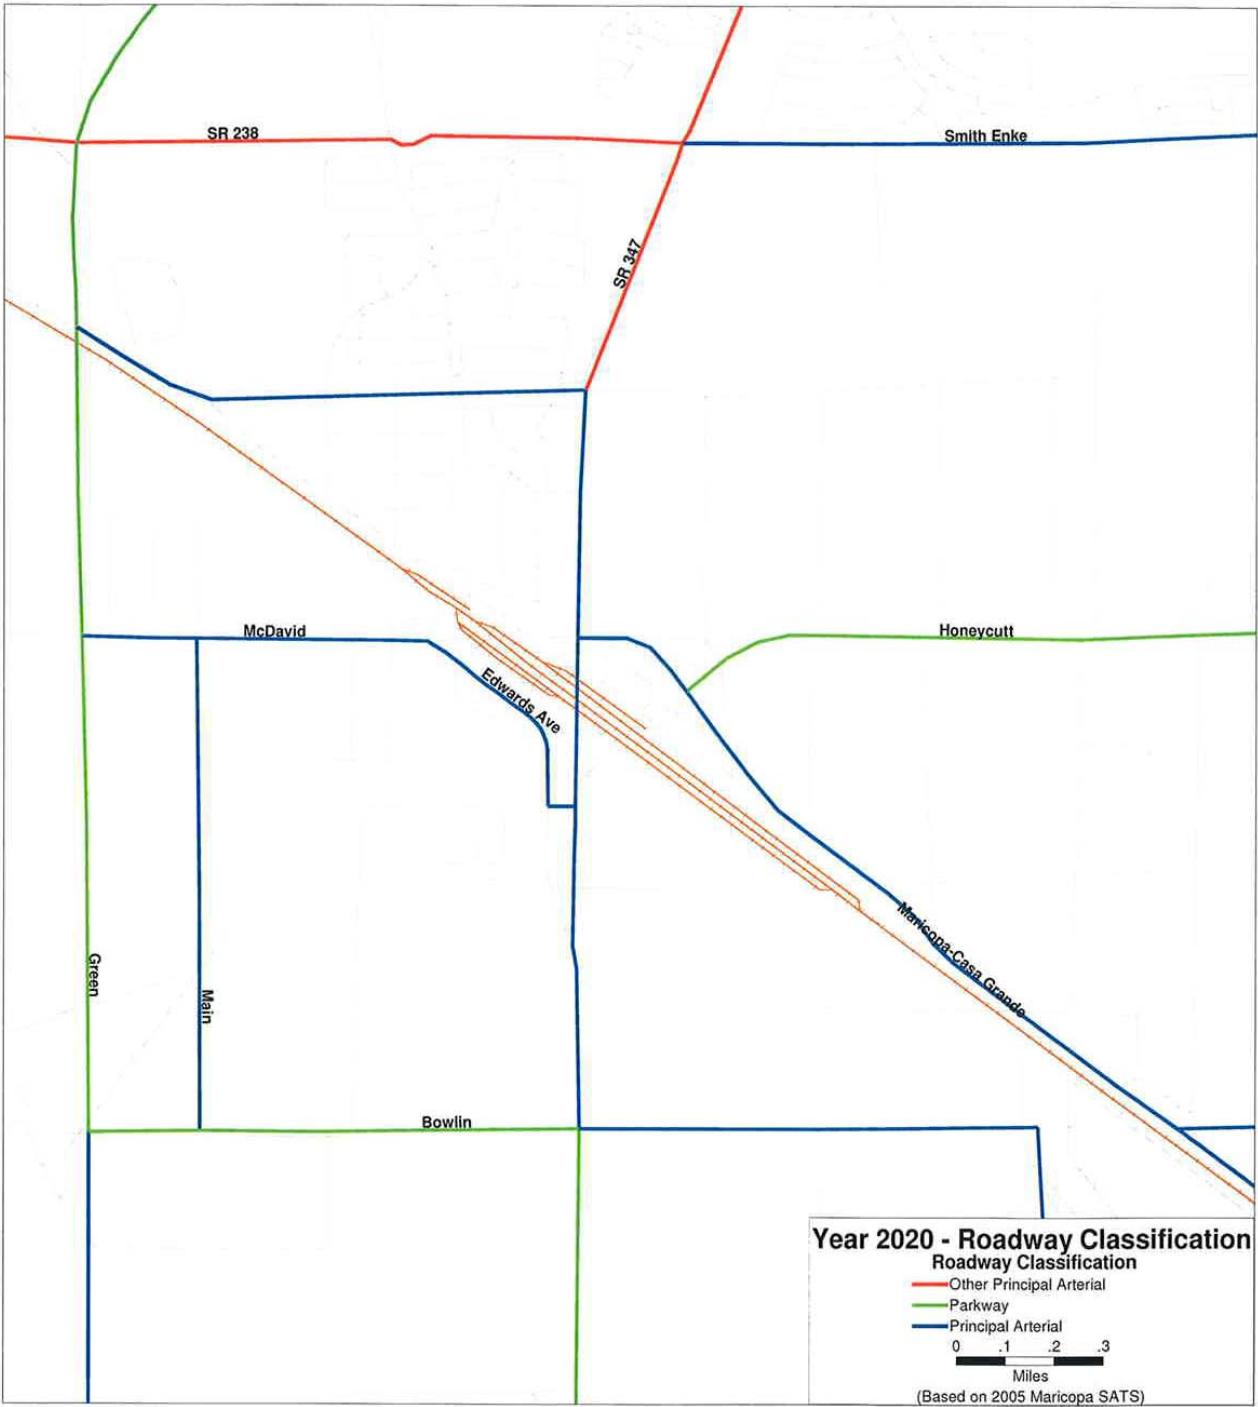 SR 238
Smith Enke
SR 347
McDavid
Honeycutt
Edwards Ave
Maricopa-Casa Grande
Green
Main
Bowlin
Year 2020 - Roadway Classification
Roadway Classification
Other Principal Arterial
Parkway
Principal Arterial
0 .1 .2 .3
Miles
(Based on 2005 Maricopa SATS)